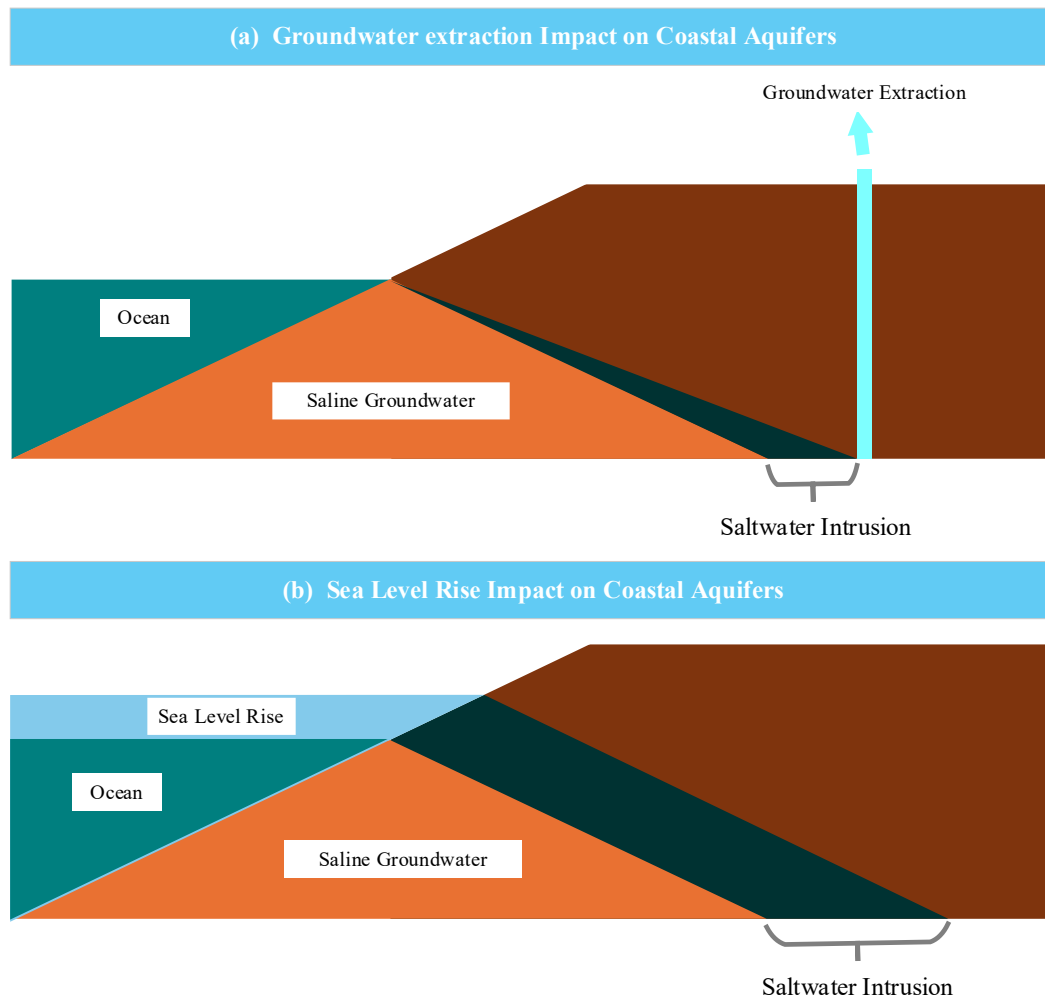 (a) Groundwater extraction Impact on Coastal Aquifers
Groundwater Extraction
Ocean
Saline Groundwater
Saltwater Intrusion
(b) Sea Level Rise Impact on Coastal Aquifers
Sea Level Rise
Ocean
Saline Groundwater
Saltwater Intrusion